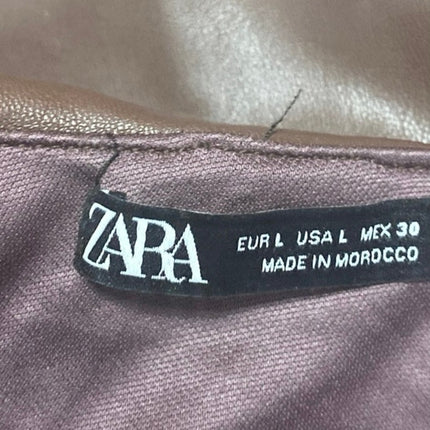 ZARA
EUR L USA L MEX 30
MADE IN MOROCCO